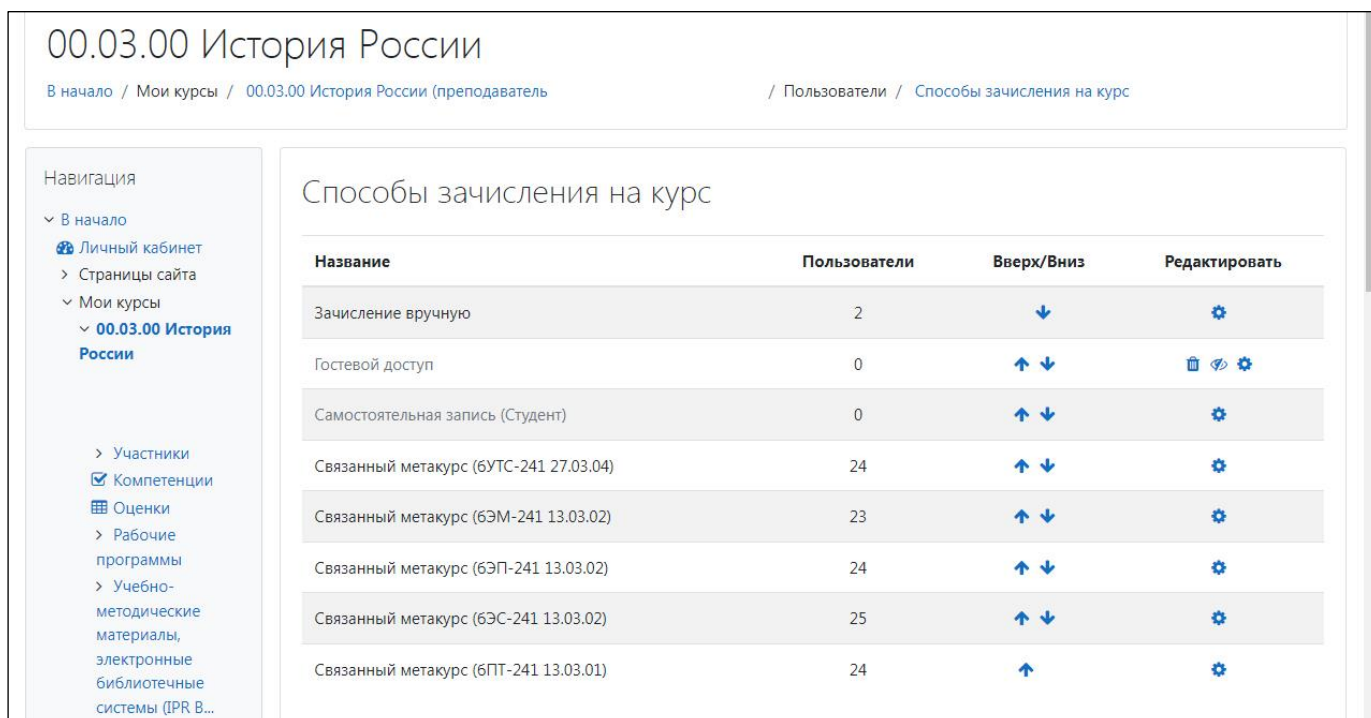 00.03.00 История России
В начало / Мои курсы / 00.03.00 История России (преподаватель / Пользователи / Способы зачисления на курс
Навигация
В начало
Личный кабинет
Страницы сайта
Мои курсы
00.03.00 История
России
Участники
Компетенции
Оценки
Рабочие
программы
Учебно-
методические
материалы,
электронные
библиотечные
системы (IPR B...
Способы зачисления на курс
Название Пользователи Вверх/Вниз Редактировать
Зачисление вручную 2
Гостевой доступ 0
Самостоятельная запись (Студент) 0
Связанный метакурс (бУТС-241 27.03.04) 24
Связанный метакурс (бЭМ-241 13.03.02) 23
Связанный метакурс (бЭП-241 13.03.02) 24
Связанный метакурс (бЭС-241 13.03.02) 25
Связанный метакурс (бПТ-241 13.03.01) 24